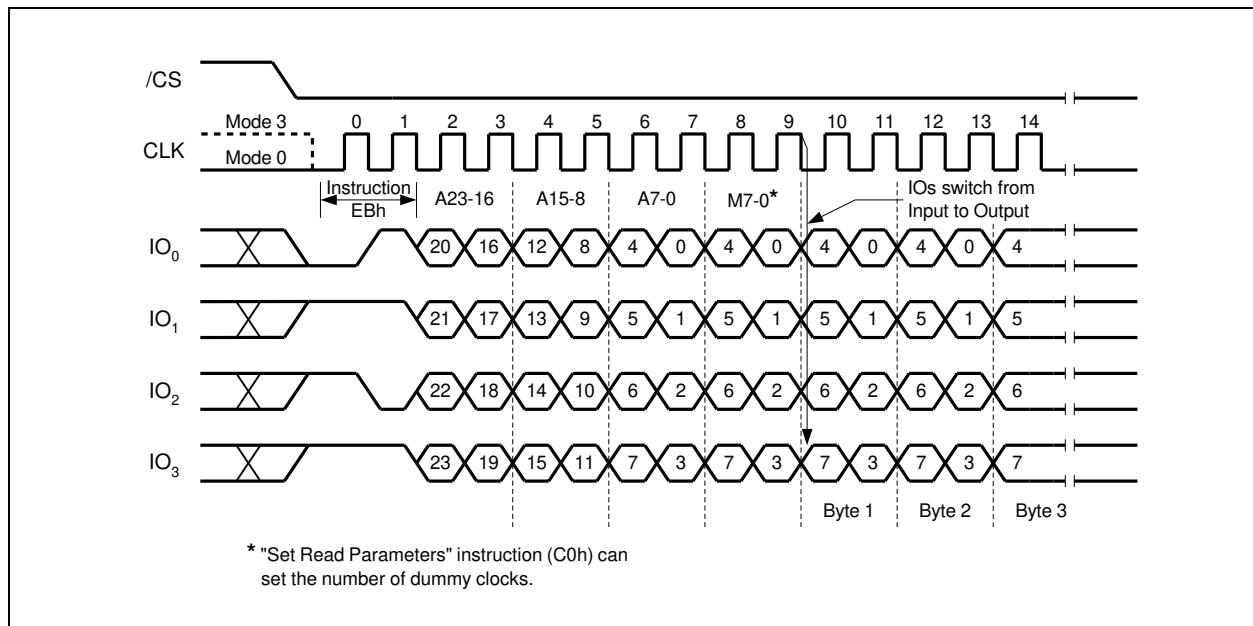 /CS
Mode 3 0 1 2 3 4 5 6 7 8 9 10 11 12 13 14
CLK
Mode 0
Instruction
EBh
A23-16 A15-8 A7-0 M7-0*
IOs switch from
Input to Output
IO0 20 16 12 8 4 0 4 0 4 0 4 0 4
IO1 21 17 13 9 5 1 5 1 5 1 5 1 5
IO2 22 18 14 10 6 2 6 2 6 2 6 2 6
IO3 23 19 15 11 7 3 7 3 7 3 7 3 7
Byte 1 Byte 2 Byte 3
* "Set Read Parameters" instruction (C0h) can
set the number of dummy clocks.